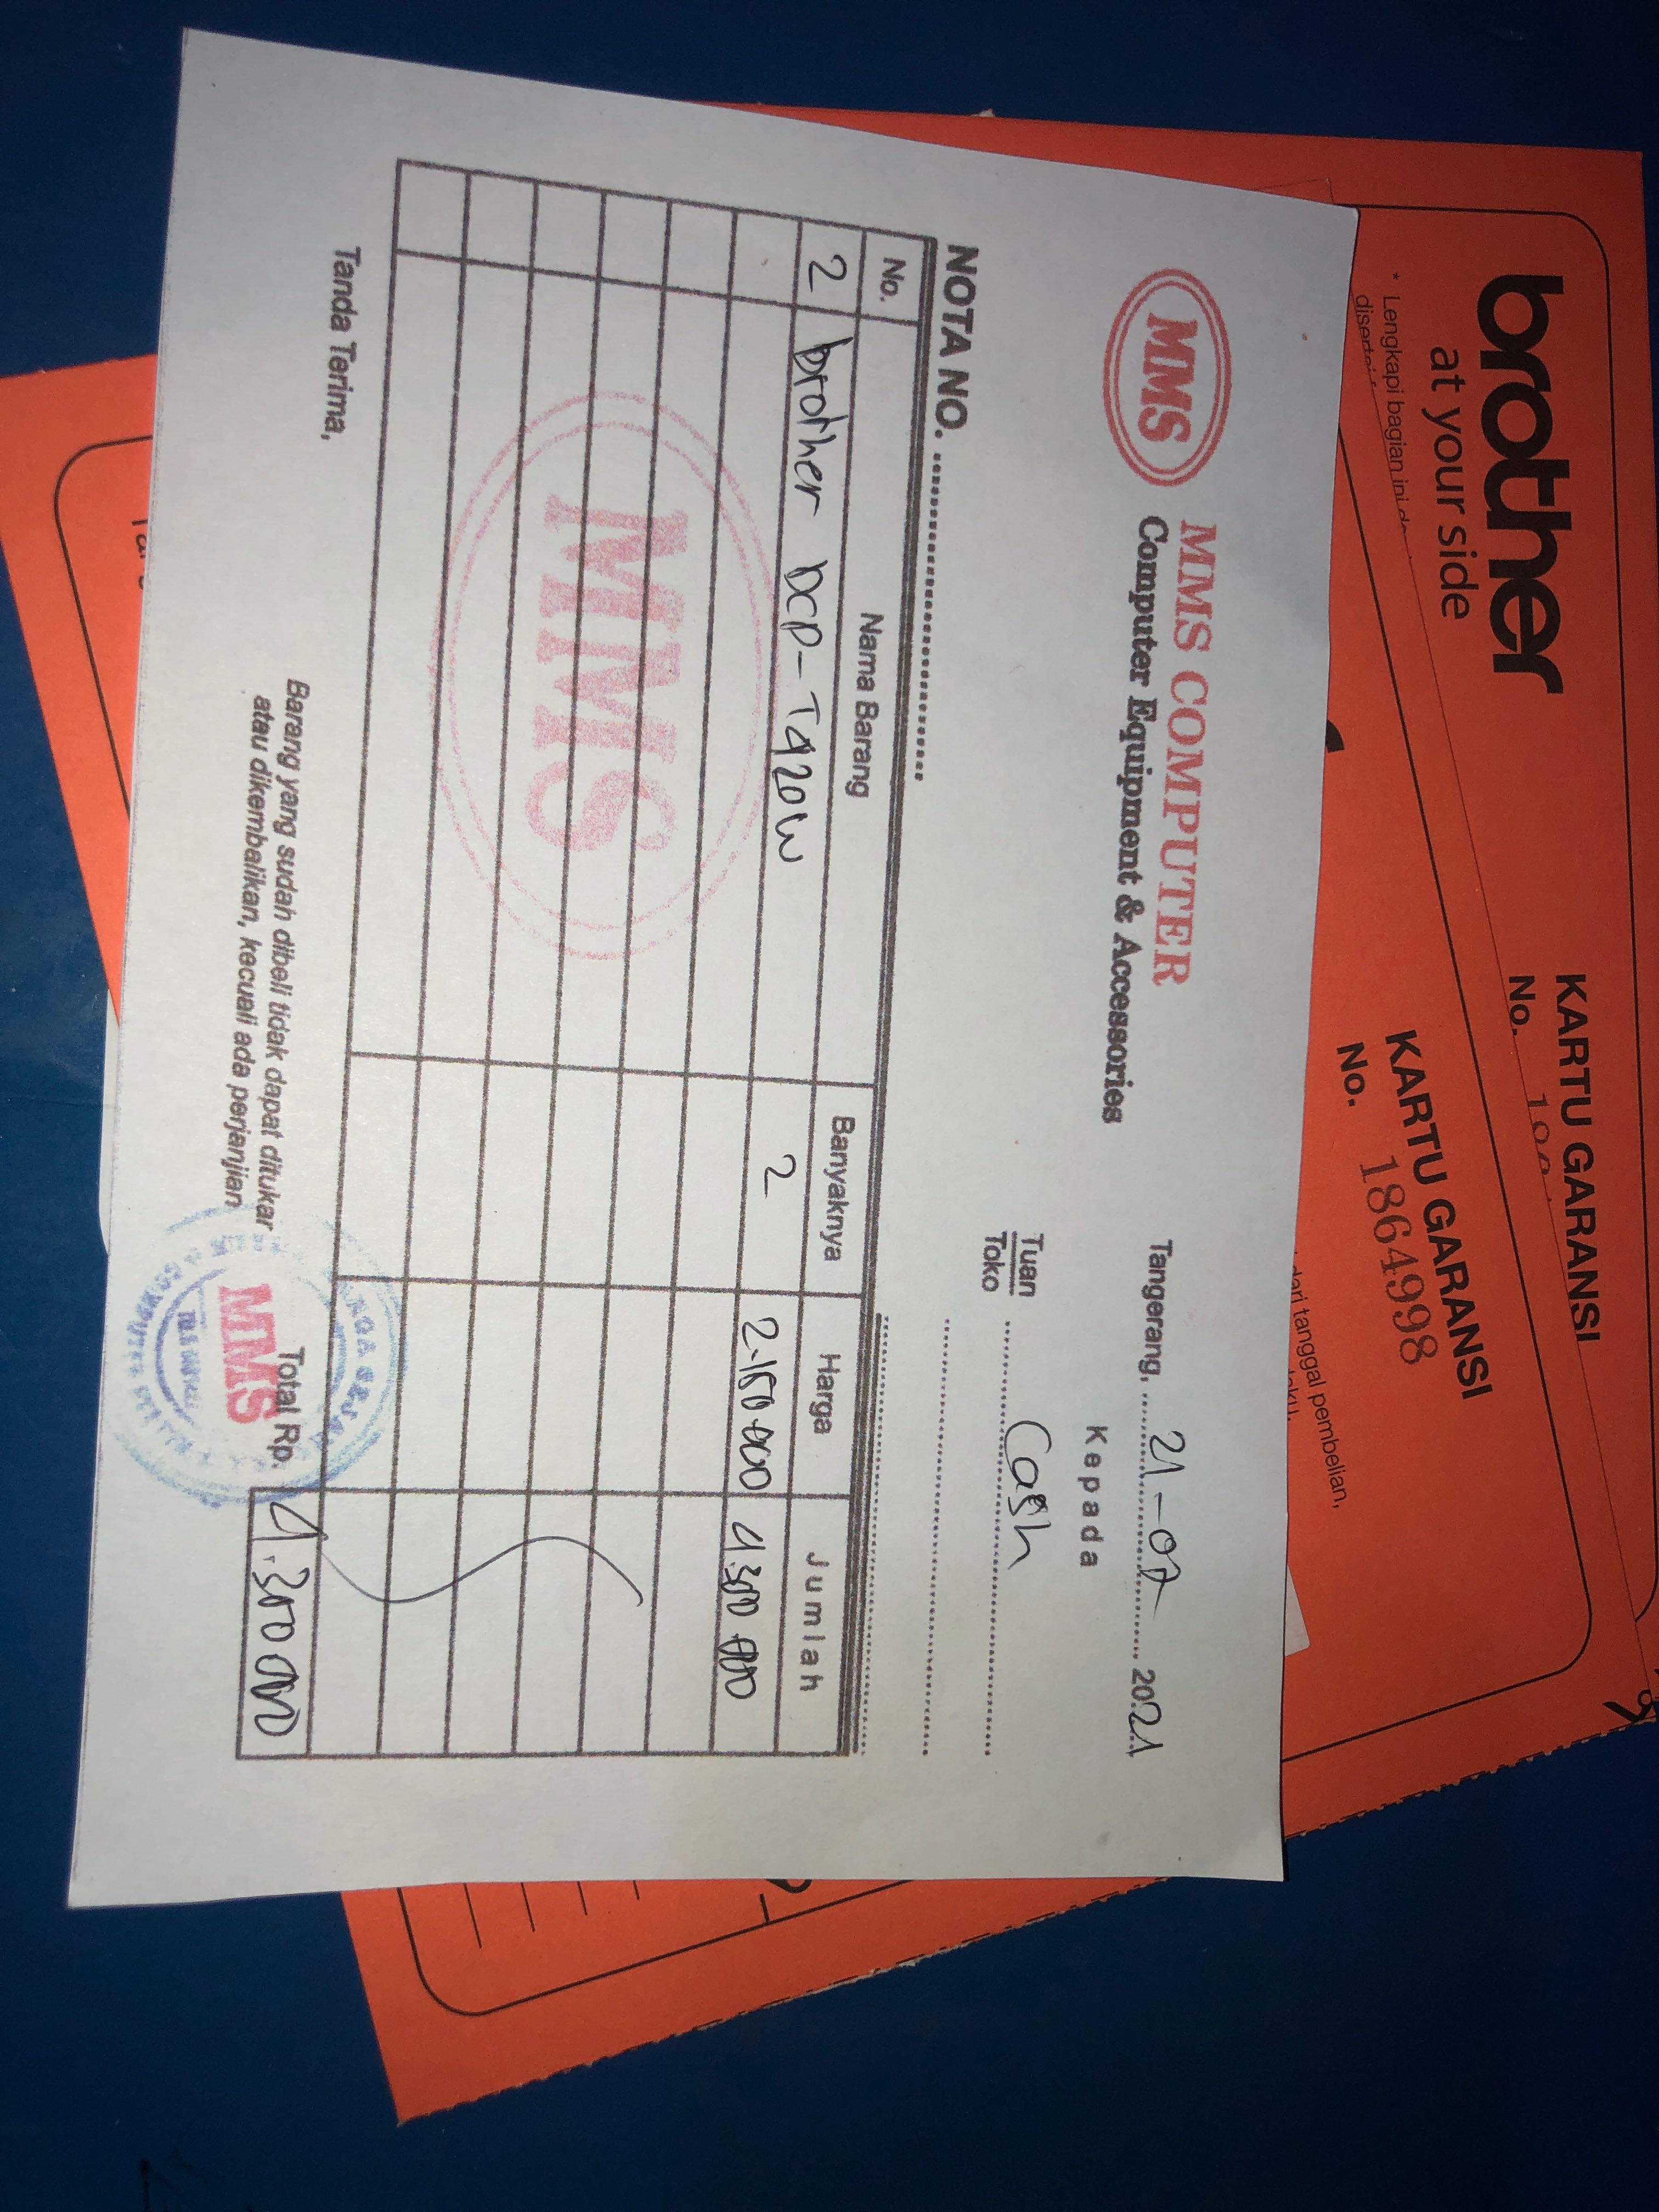 brother
at your side
KARTU GARANSI
No.
* Lengkapi bagian ini
KARTU GARANSI
No. 1864998
dari tanggal pembelian,
MMS
MMS COMPUTER
Computer Equipment & Accessories
Tangerang, 21-07 2021
Kepada
Tuan
Toko
Cash
NOTA NO.
No. Nama Barang Banyaknya Harga Jumlah
2 brother DCP-T420W 2 2.150.000 4.300.000
MMS
Tanda Terima,
Barang yang sudah dibeli tidak dapat ditukar
atau dikembalikan, kecuali ada perjanjian
Total Rp. 4.300.000
MMS